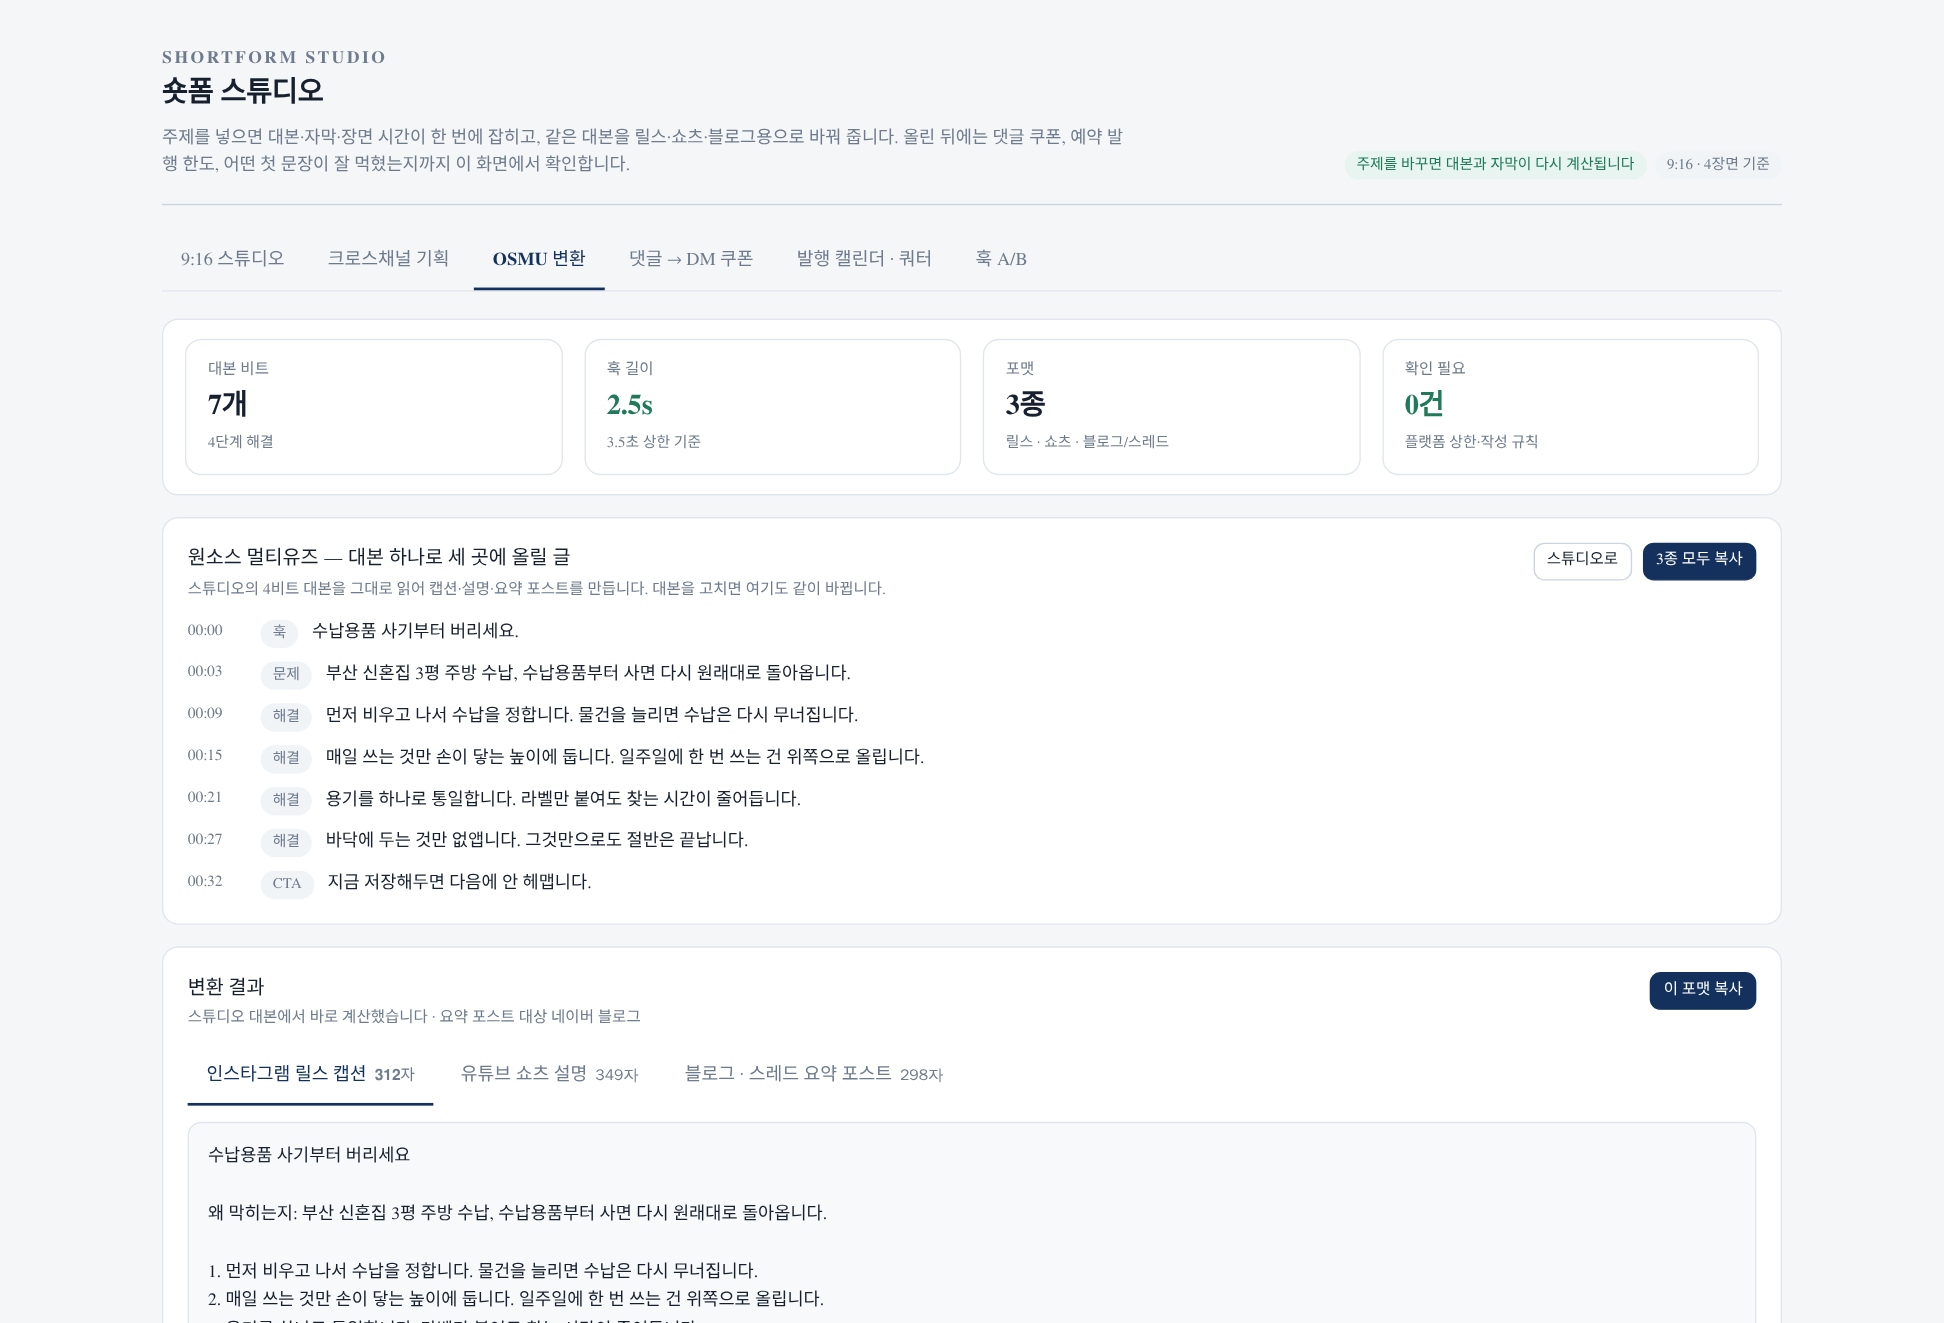 SHORTFORM STUDIO
숏폼 스튜디오
주제를 넣으면 대본·자막·장면 시간이 한 번에 잡히고, 같은 대본을 릴스·쇼츠·블로그용으로 바꿔 줍니다. 올린 뒤에는 댓글 쿠폰, 예약 발
행 한도, 어떤 첫 문장이 잘 먹혔는지까지 이 화면에서 확인합니다.
주제를 바꾸면 대본과 자막이 다시 계산됩니다
9:16 · 4장면 기준
9:16 스튜디오
크로스채널 기획
OSMU 변환
댓글 → DM 쿠폰
발행 캘린더 · 쿼터
훅 A/B
대본 비트
7개
4단계 해결
훅 길이
2.5s
3.5초 상한 기준
포맷
3종
릴스 · 쇼츠 · 블로그/스레드
확인 필요
0건
플랫폼 상한·작성 규칙
원소스 멀티유즈 — 대본 하나로 세 곳에 올릴 글
스튜디오로
3종 모두 복사
스튜디오의 4비트 대본을 그대로 읽어 캡션·설명·요약 포스트를 만듭니다. 대본을 고치면 여기도 같이 바뀝니다.
00:00 훅 수납용품 사기부터 버리세요.
00:03 문제 부산 신혼집 3평 주방 수납, 수납용품부터 사면 다시 원래대로 돌아옵니다.
00:09 해결 먼저 비우고 나서 수납을 정합니다. 물건을 늘리면 수납은 다시 무너집니다.
00:15 해결 매일 쓰는 것만 손이 닿는 높이에 둡니다. 일주일에 한 번 쓰는 건 위쪽으로 올립니다.
00:21 해결 용기를 하나로 통일합니다. 라벨만 붙여도 찾는 시간이 줄어듭니다.
00:27 해결 바닥에 두는 것만 없앱니다. 그것만으로도 절반은 끝납니다.
00:32 CTA 지금 저장해두면 다음에 안 헤맵니다.
변환 결과
이 포맷 복사
스튜디오 대본에서 바로 계산했습니다 · 요약 포스트 대상 네이버 블로그
인스타그램 릴스 캡션 312자
유튜브 쇼츠 설명 349자
블로그 · 스레드 요약 포스트 298자
수납용품 사기부터 버리세요
왜 막히는지: 부산 신혼집 3평 주방 수납, 수납용품부터 사면 다시 원래대로 돌아옵니다.
1. 먼저 비우고 나서 수납을 정합니다. 물건을 늘리면 수납은 다시 무너집니다.
2. 매일 쓰는 것만 손이 닿는 높이에 둡니다. 일주일에 한 번 쓰는 건 위쪽으로 올립니다.